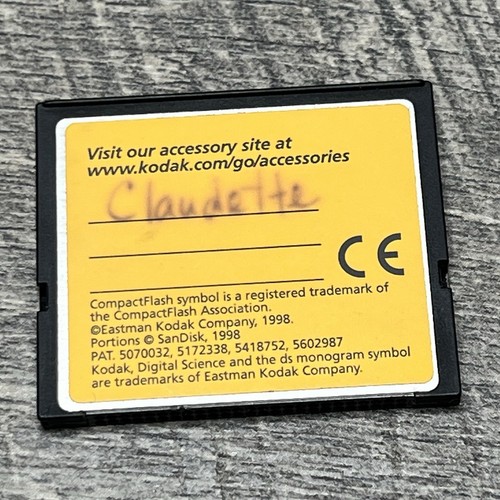 Visit our accessory site at
www.kodak.com/go/accessories
Claudette
CE
CompactFlash symbol is a registered trademark of
the CompactFlash Association.
©Eastman Kodak Company, 1998.
Portions © SanDisk, 1998
PAT. 5070032, 5172338, 5418752, 5602987
Kodak, Digital Science and the ds monogram symbol
are trademarks of Eastman Kodak Company.